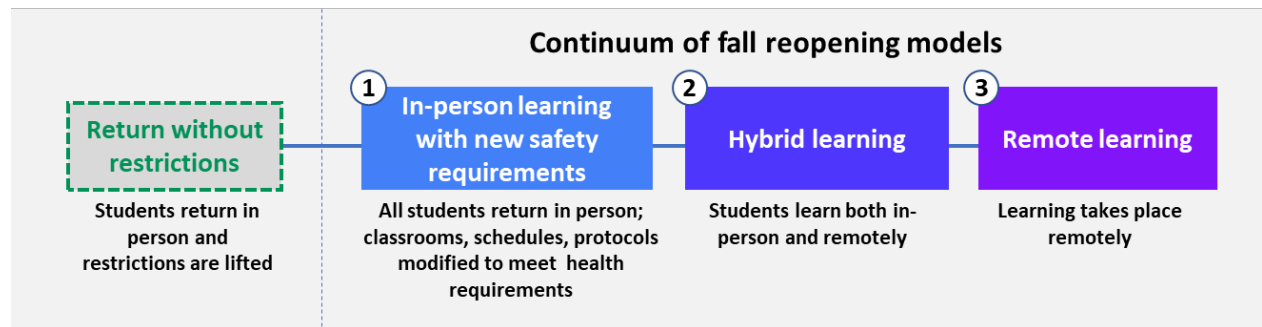 Continuum of fall reopening models
Return without
restrictions
Students return in
person and
restrictions are lifted
1
In-person learning
with new safety
requirements
All students return in person;
classrooms, schedules, protocols
modified to meet health
requirements
2
Hybrid learning
Students learn both in-
person and remotely
3
Remote learning
Learning takes place
remotely